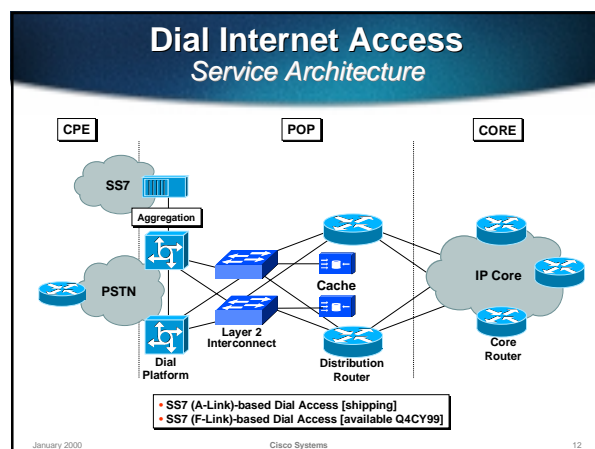 Dial Internet Access
Service Architecture
CPE
POP
CORE
SS7
Aggregation
PSTN
Cache
IP Core
Layer 2
Interconnect
Dial
Platform
Distribution
Router
Core
Router
• SS7 (A-Link)-based Dial Access [shipping]
• SS7 (F-Link)-based Dial Access [available Q4CY99]
January 2000
Cisco Systems
12